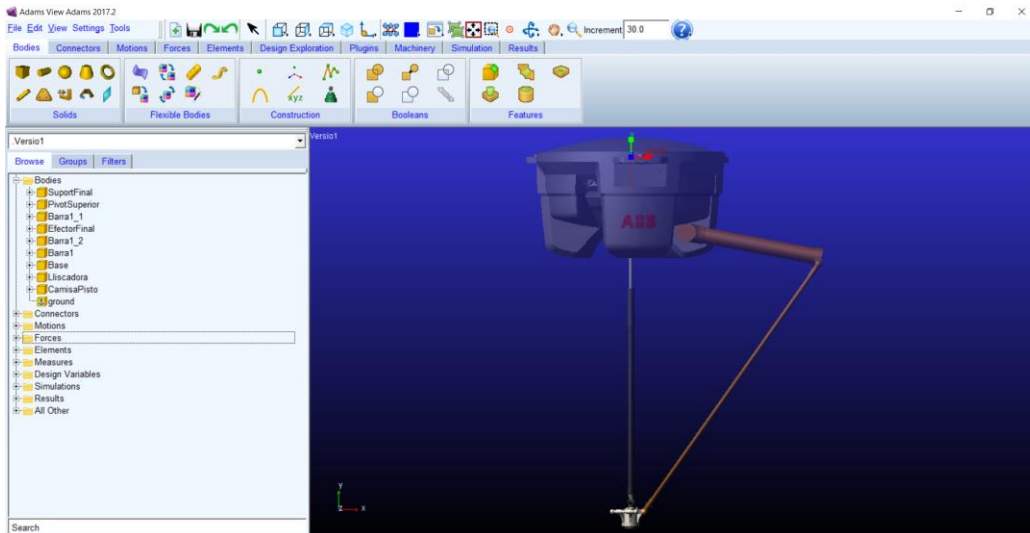 Adams View Adams 2017.2
File Edit View Settings Tools Increment 30.0
Bodies Connectors Motions Forces Elements Design Exploration Plugins Machinery Simulation Results
xyz
Solids Flexible Bodies Construction Booleans Features
.Versio1
Versio1
Browse Groups Filters
Bodies
SuportFinal
PivotSuperior
Barra1_1
EfectorFinal
Barra1_2
Barra1
Base
Lliscadora
CamisaPisto
ground
Connectors
Motions
Forces
Elements
Measures
Design Variables
Simulations
Results
All Other
Search
ABB
y
z x